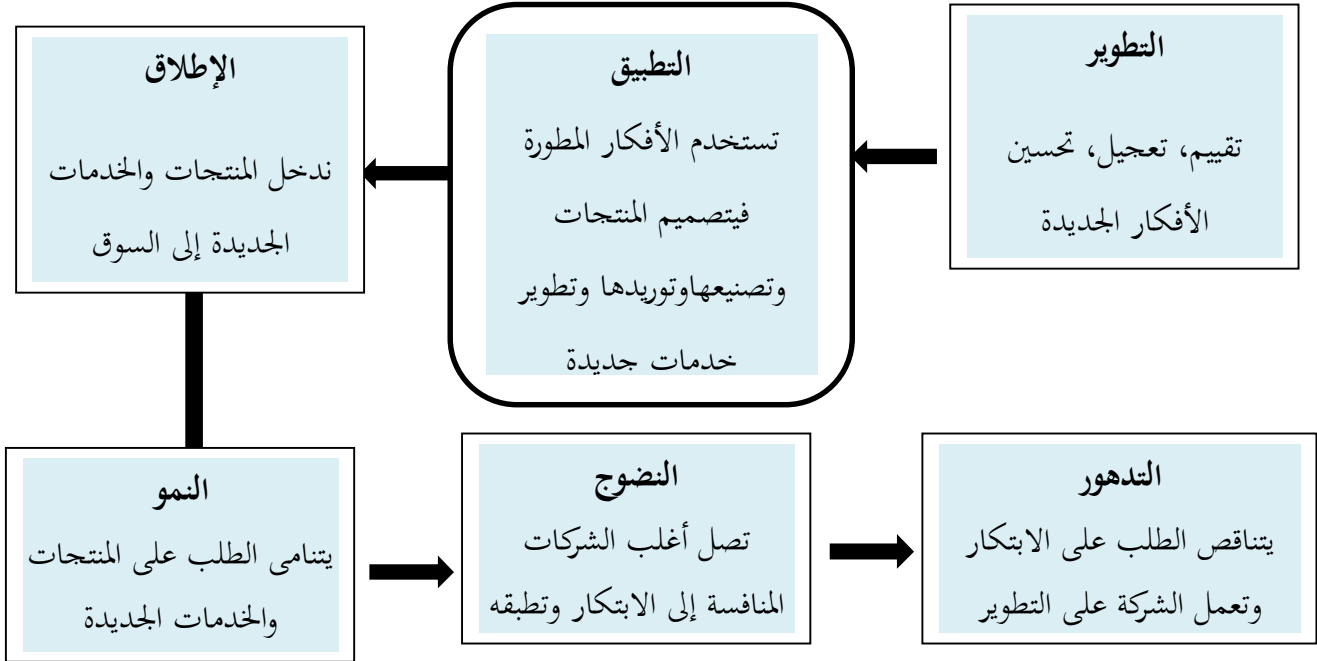 التطوير
تقييم، تعجيل، تحسين
الأفكار الجديدة
التطبيق
تستخدم الأفكار المطورة
فيتصميم المنتجات
وتصنيعهاوتوريدها وتطوير
خدمات جديدة
الإطلاق
ندخل المنتجات والخدمات
الجديدة إلى السوق
النمو
يتنامى الطلب على المنتجات
والخدمات الجديدة
النضوج
تصل أغلب الشركات
المنافسة إلى الابتكار وتطبقه
التدهور
يتناقص الطلب على الابتكار
وتعمل الشركة على التطوير